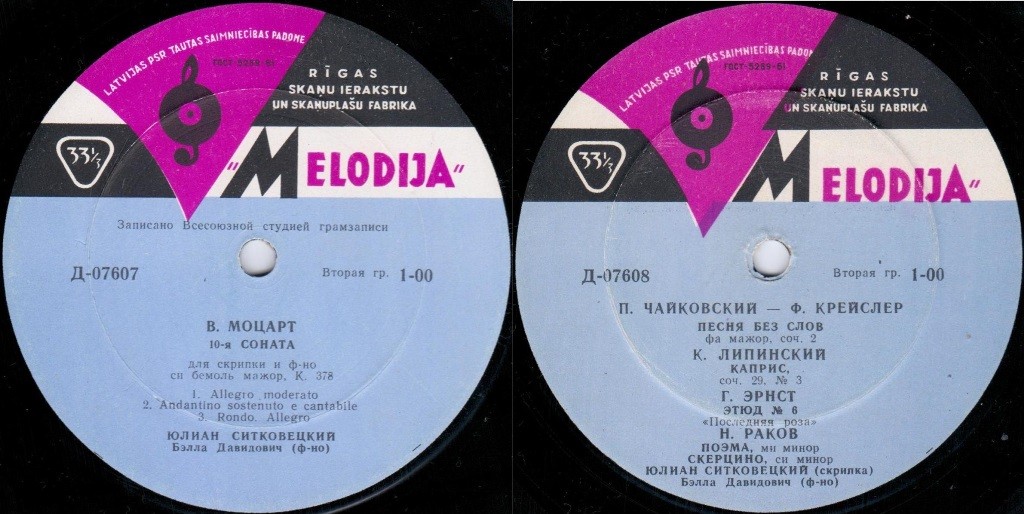 LATVIJAS PSR TAUTAS SAIMNIECĪBAS PADOME
ГОСТ-5289-61
RĪGAS
SKAŅU IERAKSTU
UN SKAŅUPLAŠU FABRIKA
33⅓
"MELODIJA"
Записано Всесоюзной студией грамзаписи
Д-07607
Вторая гр. 1-00
В. МОЦАРТ
10-я СОНАТА
для скрипки и ф-но
си бемоль мажор, К. 378
1. Allegro moderato
2. Andantino sostenuto e cantabile
3. Rondo. Allegro
ЮЛИАН СИТКОВЕЦКИЙ
Бэлла Давидович (ф-но)
LATVIJAS PSR TAUTAS SAIMNIECĪBAS PADOM
ГОСТ-5289-61
RĪGAS
SKAŅU IERAKSTU
UN SKAŅUPLAŠU FABRIKA
33⅓
MELODIJA"
Д-07608
Вторая гр. 1-00
П. ЧАЙКОВСКИЙ — Ф. КРЕЙСЛЕР
ПЕСНЯ БЕЗ СЛОВ
фа мажор, соч. 2
К. ЛИПИНСКИЙ
КАПРИС,
соч. 29, № 3
Г. ЭРНСТ
ЭТЮД № 6
«Последняя роза»
Н. РАКОВ
ПОЭМА, ми минор
СКЕРЦИНО, си минор
ЮЛИАН СИТКОВЕЦКИЙ (скрипка)
Бэлла Давидович (ф-но)